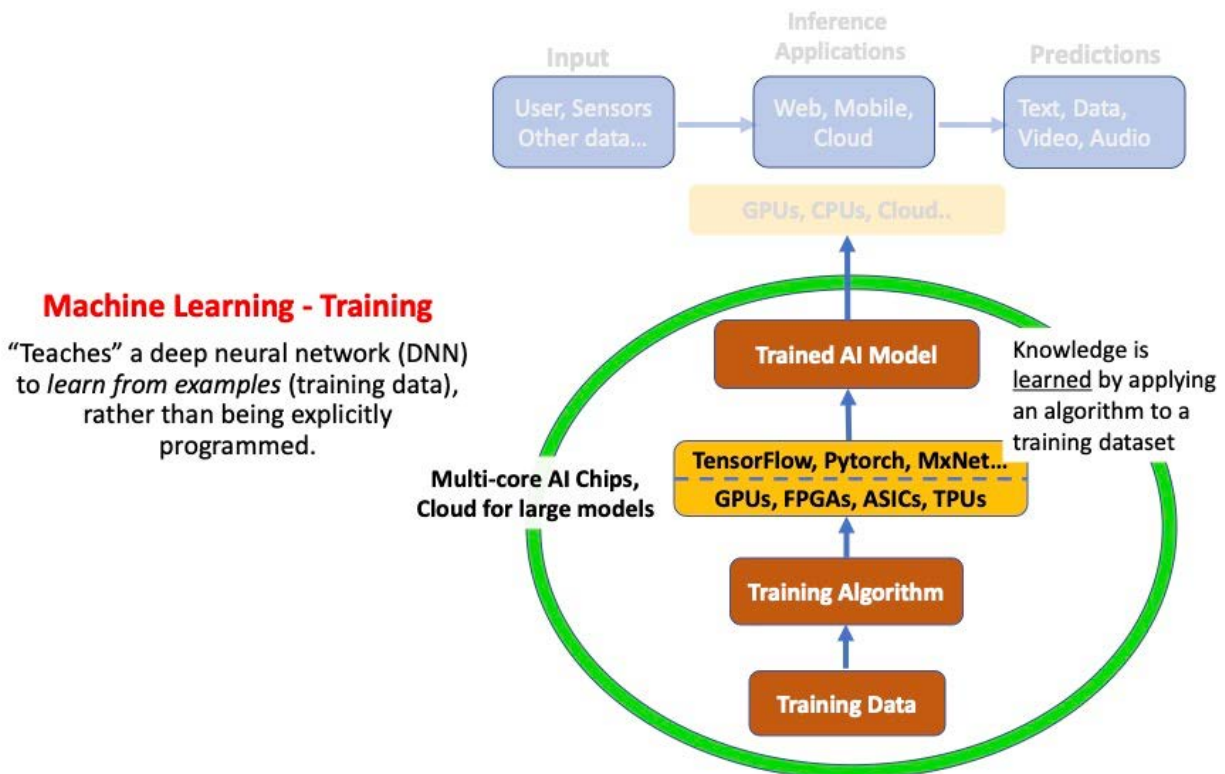 Input
Inference
Applications
Predictions
User, Sensors
Other data...
Web, Mobile,
Cloud
Text, Data,
Video, Audio
GPUs, CPUs, Cloud..
Machine Learning - Training
“Teaches” a deep neural network (DNN)
to learn from examples (training data),
rather than being explicitly
programmed.
Trained AI Model
Knowledge is
learned by applying
an algorithm to a
training dataset
Multi-core AI Chips,
Cloud for large models
TensorFlow, Pytorch, MxNet...
GPUs, FPGAs, ASICs, TPUs
Training Algorithm
Training Data